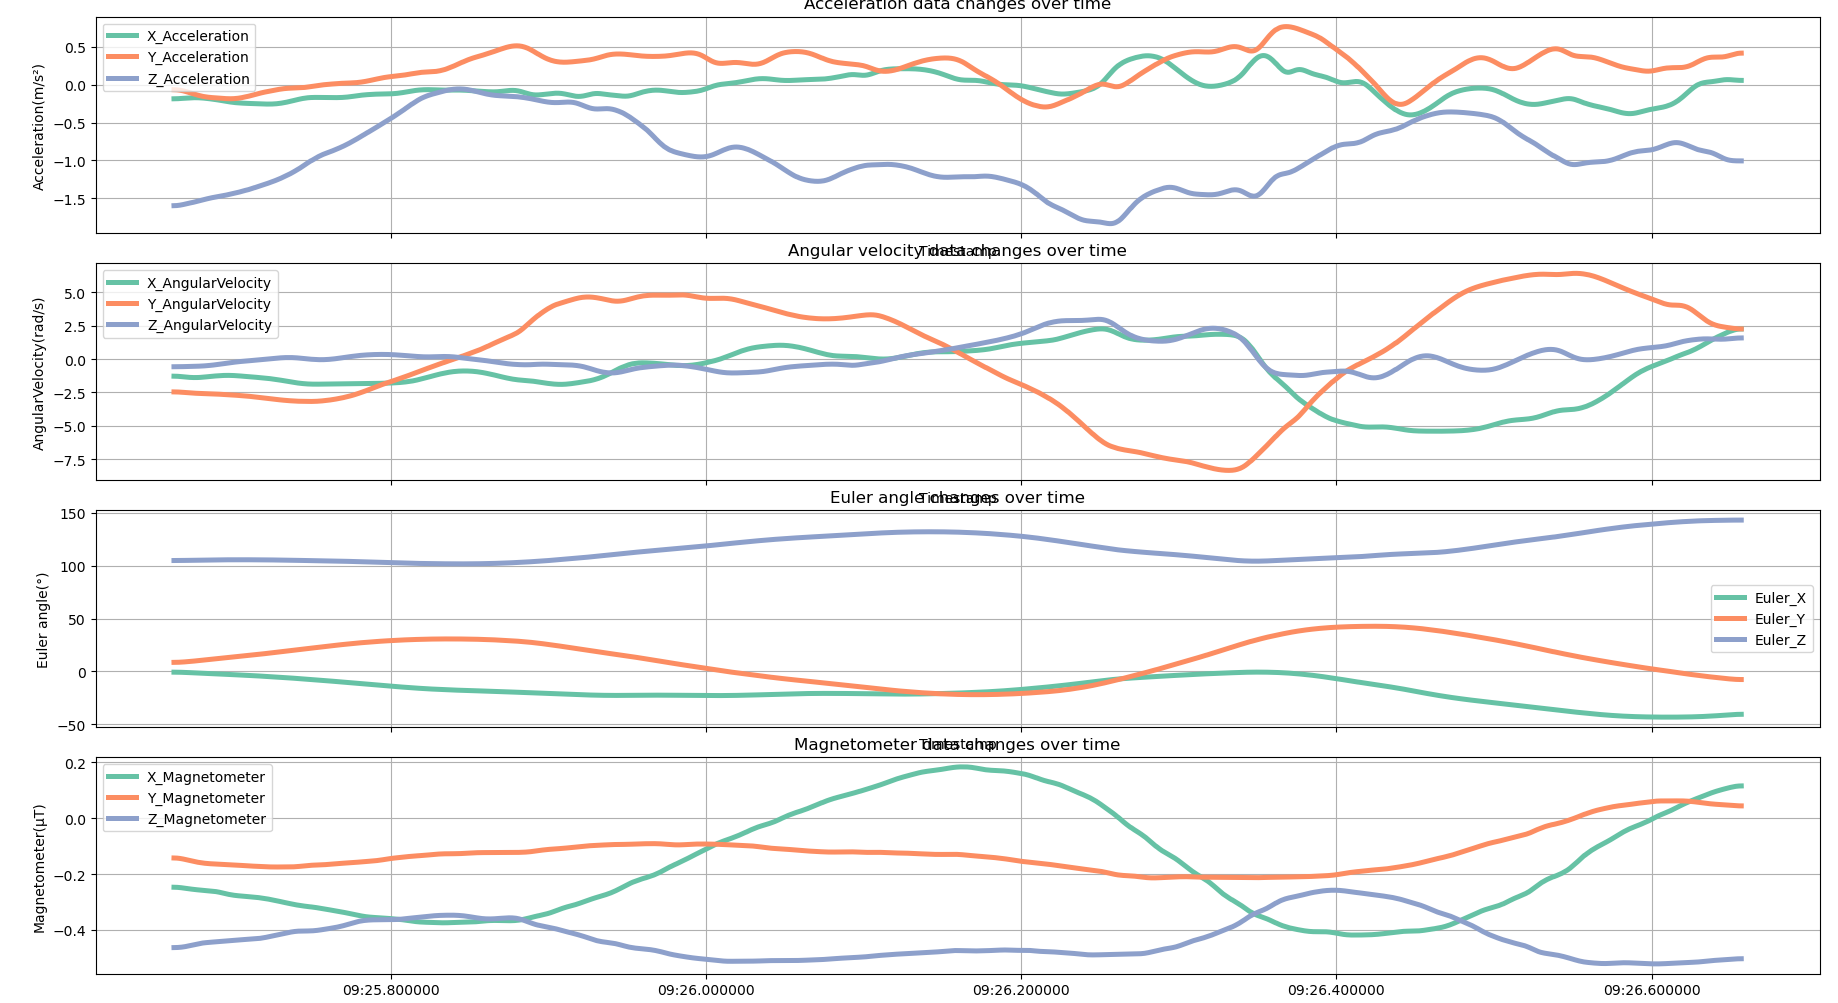 Acceleration data changes over time
X_Acceleration
Y_Acceleration
Z_Acceleration
Acceleration(m/s²)
0.5
0.0
−0.5
−1.0
−1.5
Timestamp
Angular velocity data changes over time
X_AngularVelocity
Y_AngularVelocity
Z_AngularVelocity
AngularVelocity(rad/s)
5.0
2.5
0.0
−2.5
−5.0
−7.5
Timestamp
Euler angle changes over time
Euler_X
Euler_Y
Euler_Z
Euler angle(°)
150
100
50
0
−50
Timestamp
Magnetometer data changes over time
X_Magnetometer
Y_Magnetometer
Z_Magnetometer
Magnetometer(μT)
0.2
0.0
−0.2
−0.4
09:25.800000 09:26.000000 09:26.200000 09:26.400000 09:26.600000